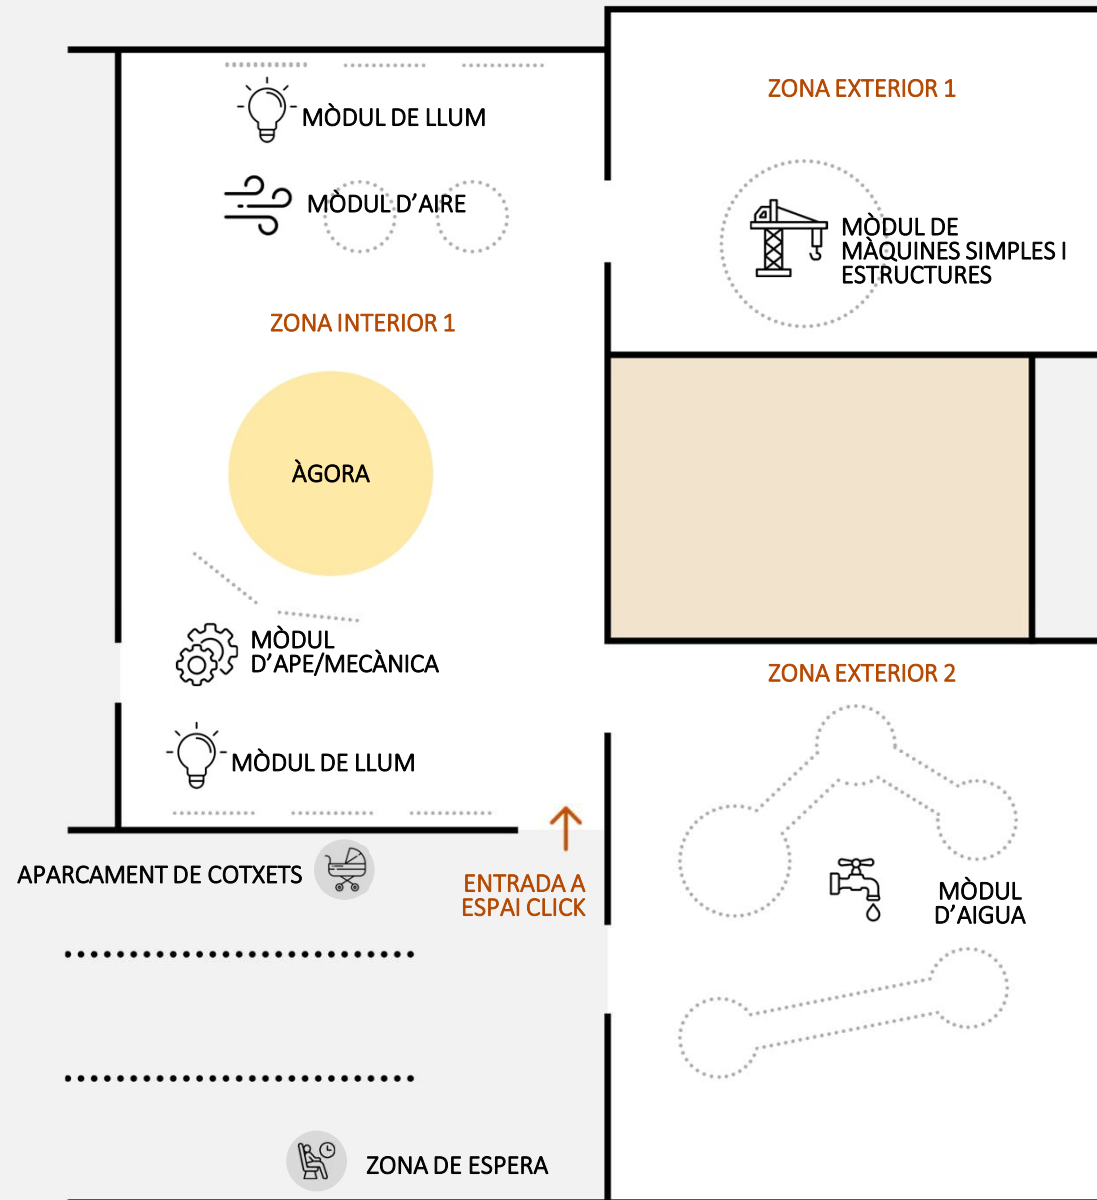 ZONA EXTERIOR 1
MÒDUL DE LLUM
MÒDUL D'AIRE
MÒDUL DE
MÀQUINES SIMPLES I
ESTRUCTURES
ZONA INTERIOR 1
ÀGORA
MÒDUL
D'APE/MECÀNICA
ZONA EXTERIOR 2
MÒDUL DE LLUM
APARCAMENT DE COTXETS
ENTRADA A
ESPAI CLICK
MÒDUL
D'AIGUA
ZONA DE ESPERA